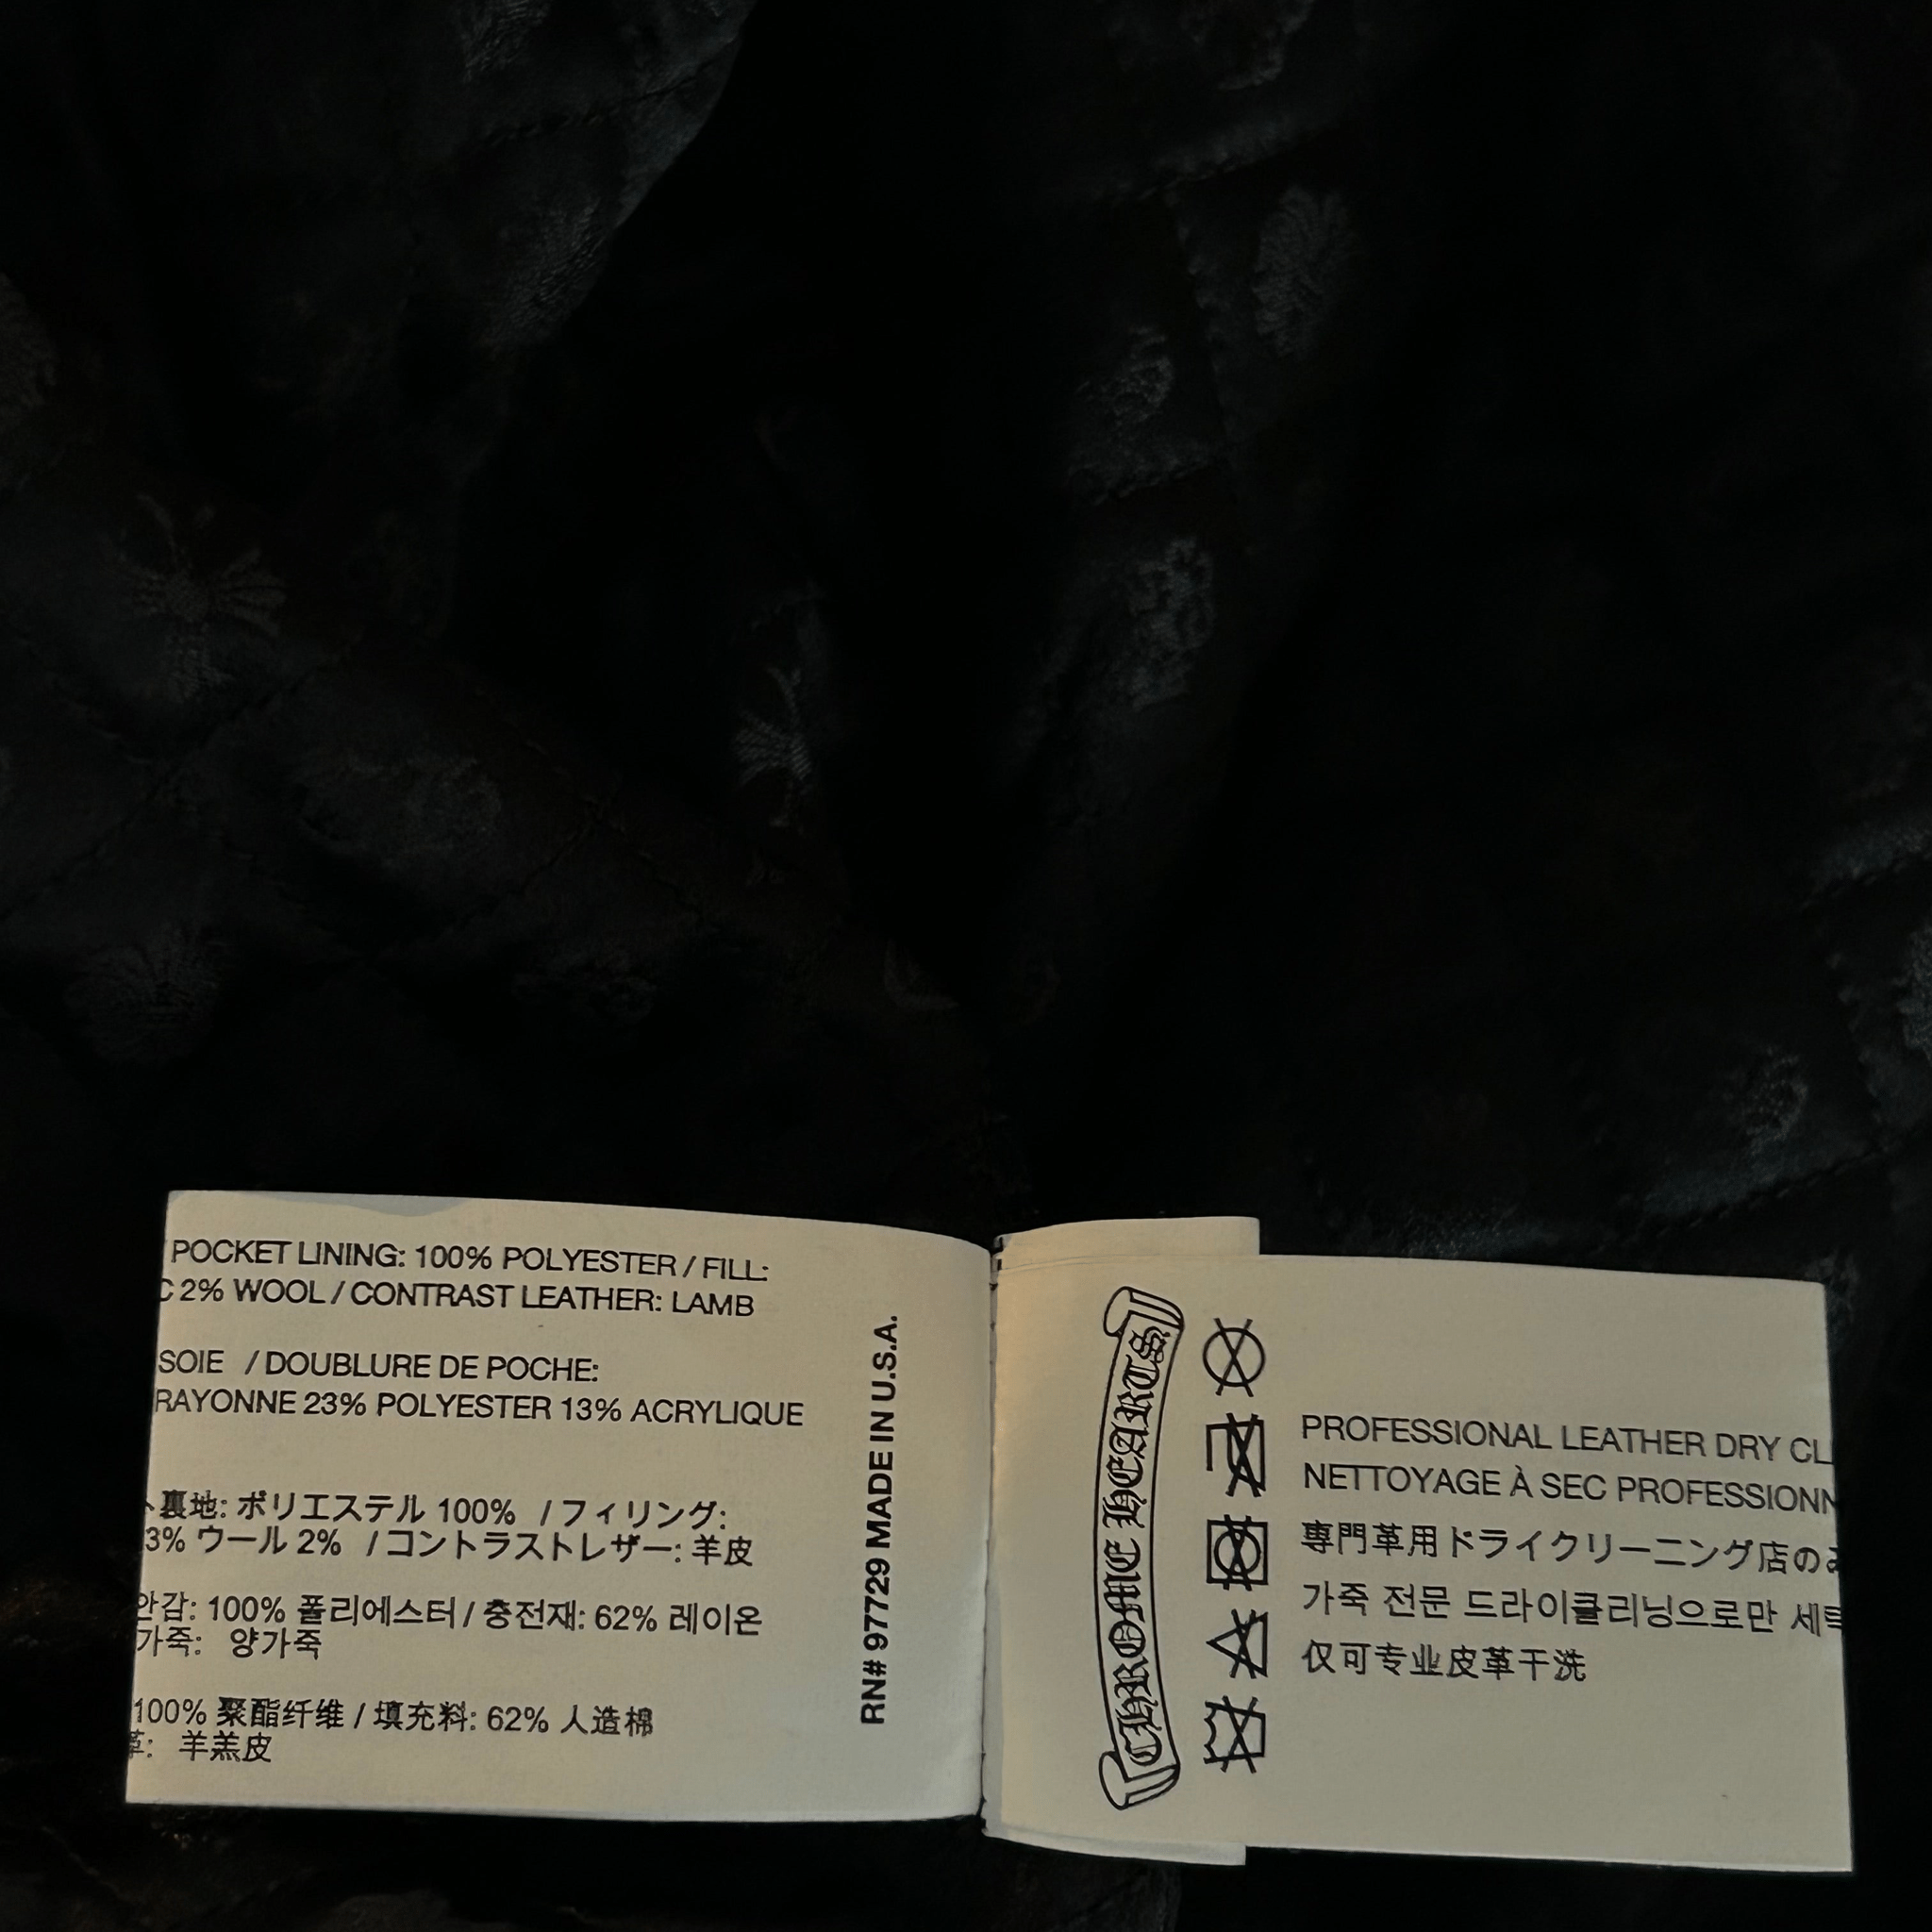 POCKET LINING: 100% POLYESTER / FILL:
C 2% WOOL / CONTRAST LEATHER: LAMB
SOIE / DOUBLURE DE POCHE:
RAYONNE 23% POLYESTER 13% ACRYLIQUE
ト裏地: ポリエステル 100% / フィリング:
3% ウール 2% / コントラストレザー: 羊皮
안감: 100% 폴리에스터 / 충전재: 62% 레이온
가죽: 양가죽
100% 聚酯纤维 / 填充料: 62% 人造棉
革: 羊羔皮
RN# 97729 MADE IN U.S.A.
CHROME HEARTS
PROFESSIONAL LEATHER DRY CL
NETTOYAGE À SEC PROFESSIONN
専門革用ドライクリーニング店のみ
가죽 전문 드라이클리닝으로만 세탁
仅可专业皮革干洗